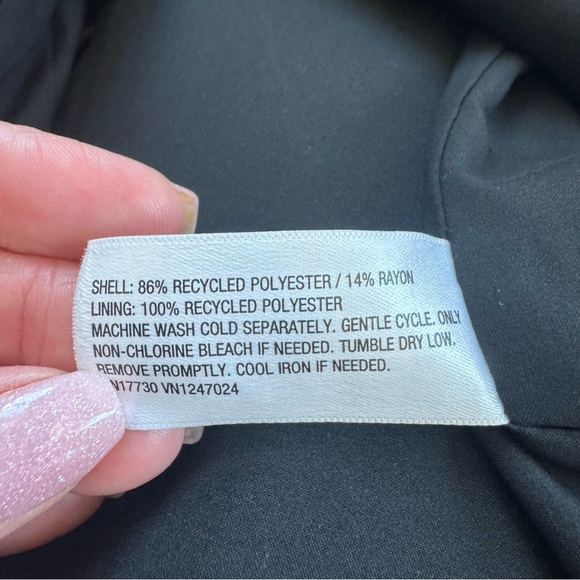 SHELL: 86% RECYCLED POLYESTER / 14% RAYON
LINING: 100% RECYCLED POLYESTER
MACHINE WASH COLD SEPARATELY. GENTLE CYCLE. ONLY
NON-CHLORINE BLEACH IF NEEDED. TUMBLE DRY LOW.
REMOVE PROMPTLY. COOL IRON IF NEEDED.
VN1247024